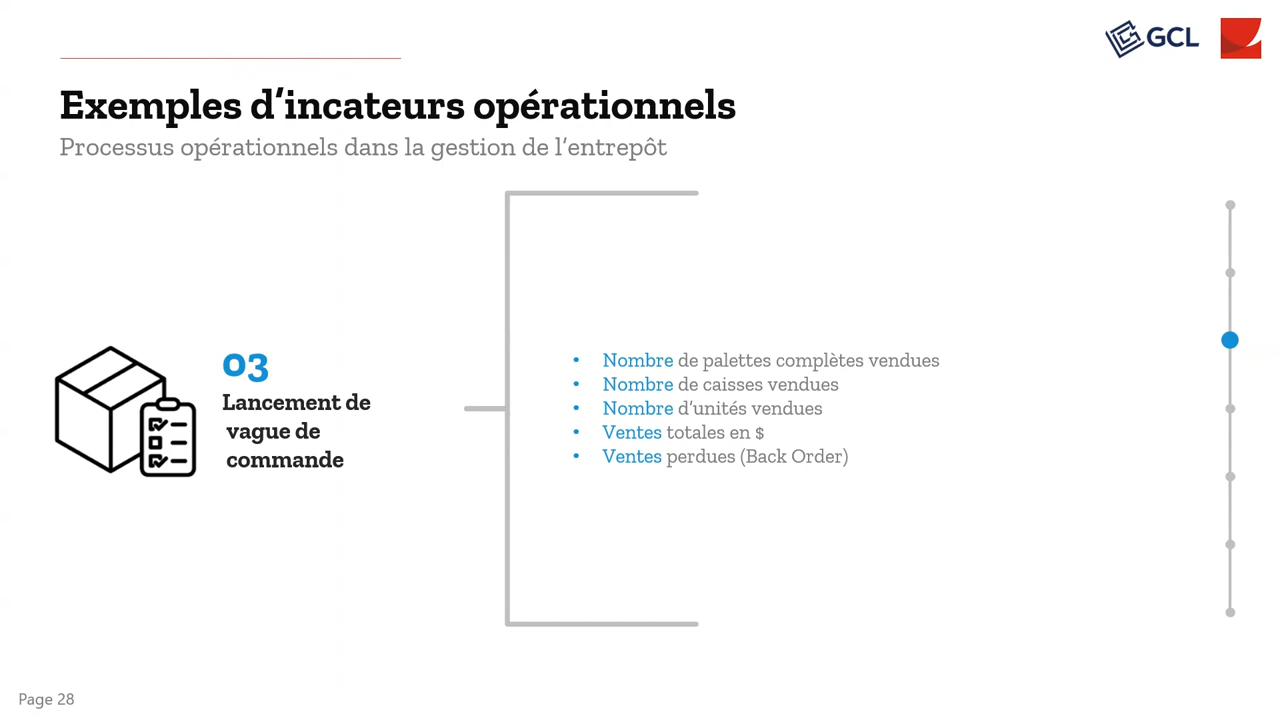 GCL
Exemples d’incateurs opérationnels
Processus opérationnels dans la gestion de l’entrepôt
03
Lancement de
vague de
commande
• Nombre de palettes complètes vendues
• Nombre de caisses vendues
• Nombre d’unités vendues
• Ventes totales en $
• Ventes perdues (Back Order)
Page 28